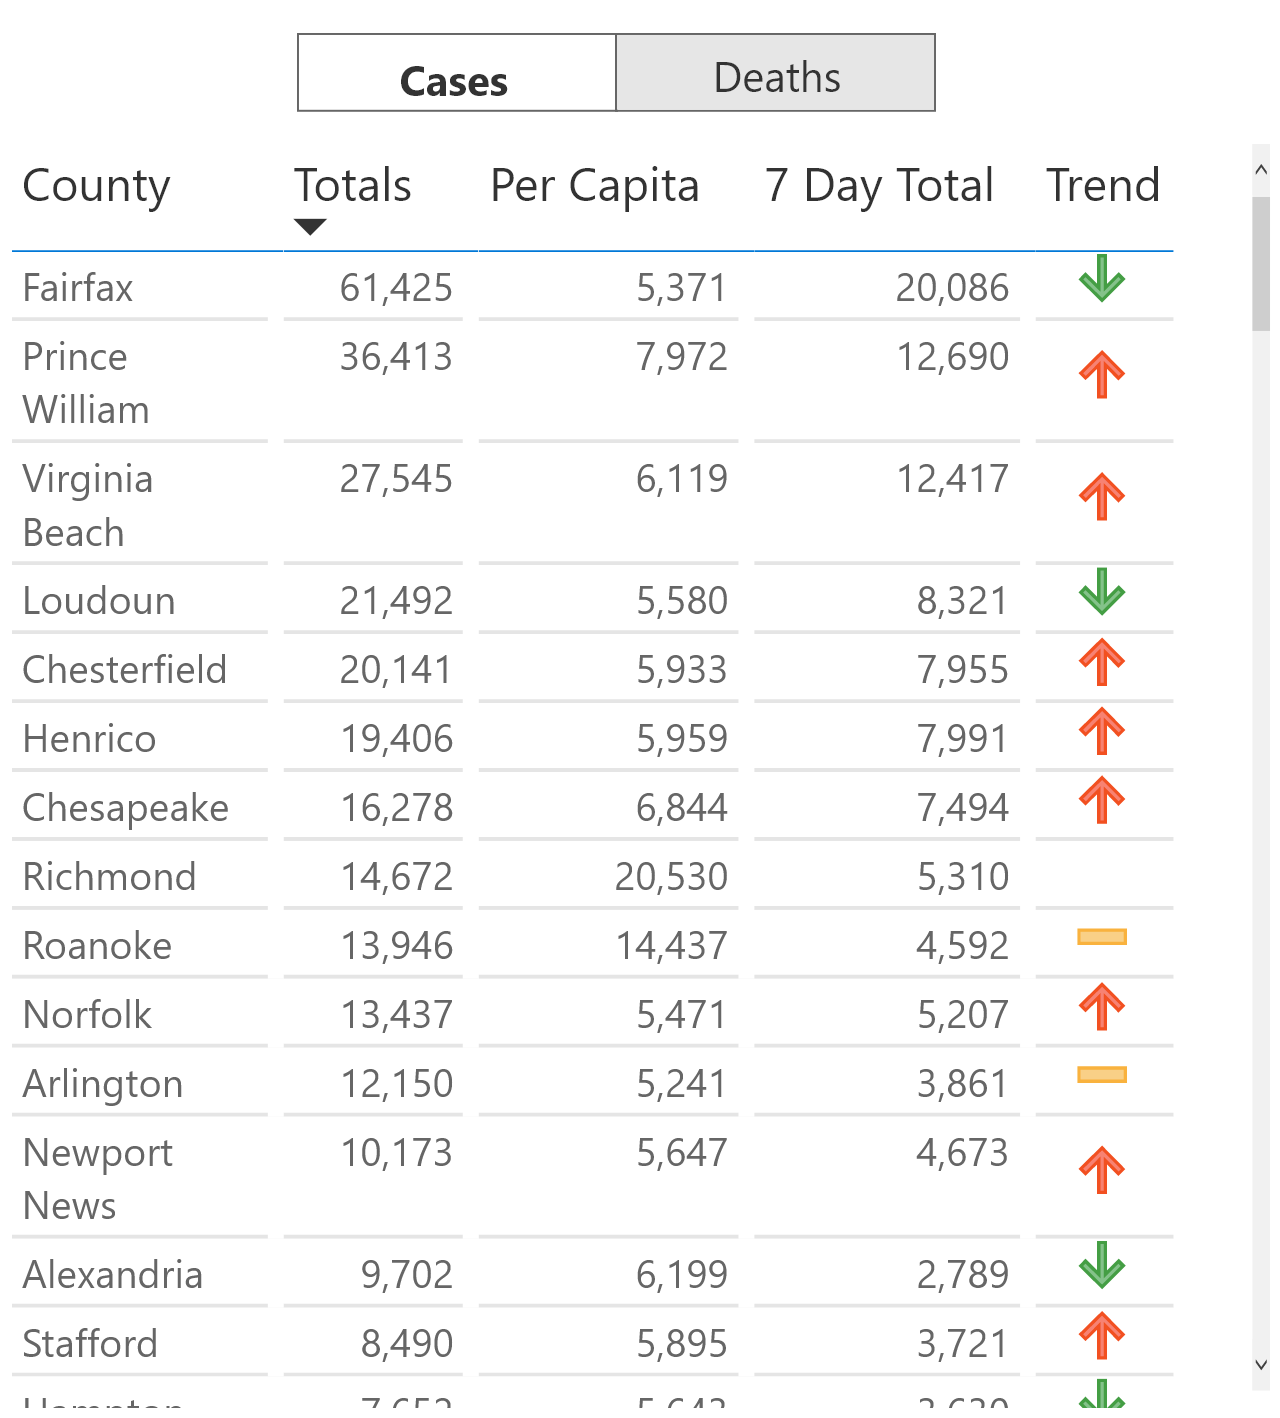 Cases Deaths
County Totals Per Capita 7 Day Total Trend
Fairfax 61,425 5,371 20,086
Prince 36,413 7,972 12,690
William
Virginia 27,545 6,119 12,417
Beach
Loudoun 21,492 5,580 8,321
Chesterfield 20,141 5,933 7,955
Henrico 19,406 5,959 7,991
Chesapeake 16,278 6,844 7,494
Richmond 14,672 20,530 5,310
Roanoke 13,946 14,437 4,592
Norfolk 13,437 5,471 5,207
Arlington 12,150 5,241 3,861
Newport 10,173 5,647 4,673
News
Alexandria 9,702 6,199 2,789
Stafford 8,490 5,895 3,721